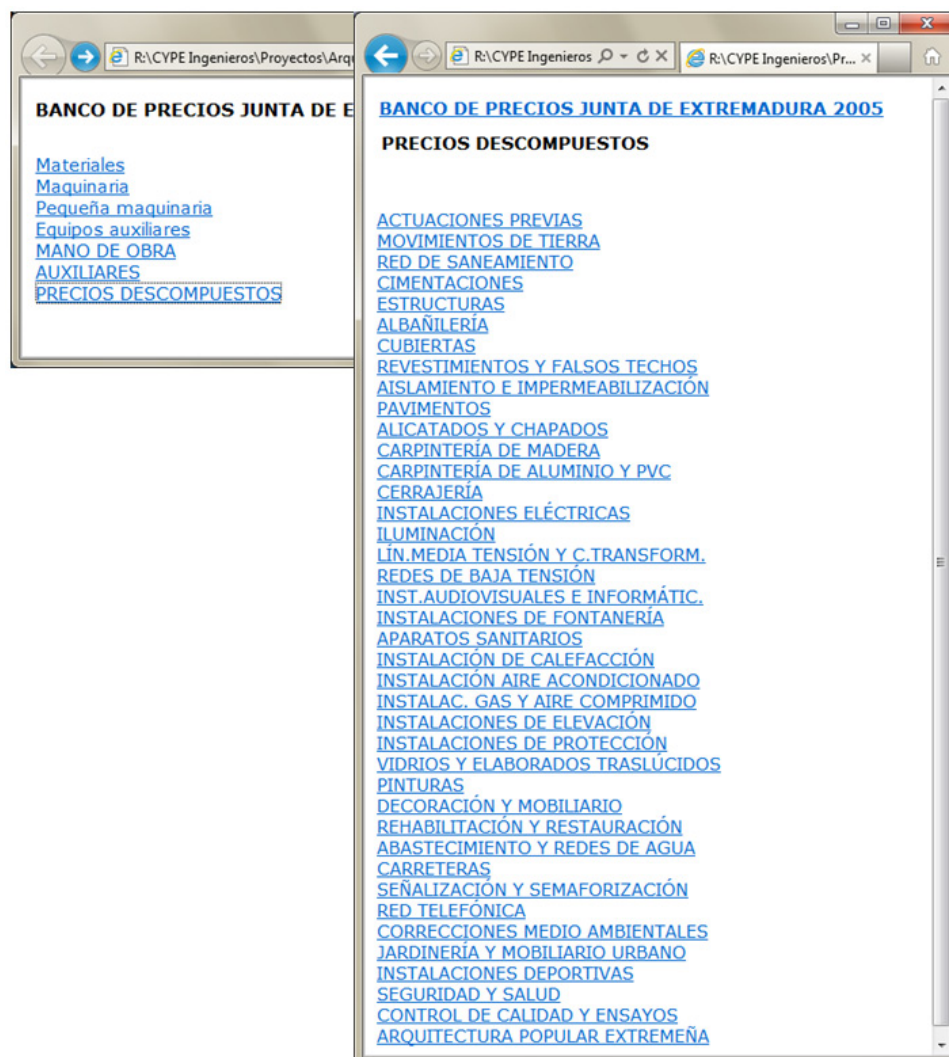 R:\CYPE Ingenieros\Proyectos\Arqu
BANCO DE PRECIOS JUNTA DE E
Materiales
Maquinaria
Pequeña maquinaria
Equipos auxiliares
MANO DE OBRA
AUXILIARES
PRECIOS DESCOMPUESTOS
R:\CYPE Ingenieros
R:\CYPE Ingenieros\Pr...
BANCO DE PRECIOS JUNTA DE EXTREMADURA 2005
PRECIOS DESCOMPUESTOS
ACTUACIONES PREVIAS
MOVIMIENTOS DE TIERRA
RED DE SANEAMIENTO
CIMENTACIONES
ESTRUCTURAS
ALBAÑILERÍA
CUBIERTAS
REVESTIMIENTOS Y FALSOS TECHOS
AISLAMIENTO E IMPERMEABILIZACIÓN
PAVIMENTOS
ALICATADOS Y CHAPADOS
CARPINTERÍA DE MADERA
CARPINTERÍA DE ALUMINIO Y PVC
CERRAJERÍA
INSTALACIONES ELÉCTRICAS
ILUMINACIÓN
LÍN.MEDIA TENSIÓN Y C.TRANSFORM.
REDES DE BAJA TENSIÓN
INST.AUDIOVISUALES E INFORMÁTIC.
INSTALACIONES DE FONTANERÍA
APARATOS SANITARIOS
INSTALACIÓN DE CALEFACCIÓN
INSTALACIÓN AIRE ACONDICIONADO
INSTALAC. GAS Y AIRE COMPRIMIDO
INSTALACIONES DE ELEVACIÓN
INSTALACIONES DE PROTECCIÓN
VIDRIOS Y ELABORADOS TRASLÚCIDOS
PINTURAS
DECORACIÓN Y MOBILIARIO
REHABILITACIÓN Y RESTAURACIÓN
ABASTECIMIENTO Y REDES DE AGUA
CARRETERAS
SEÑALIZACIÓN Y SEMAFORIZACIÓN
RED TELEFÓNICA
CORRECCIONES MEDIO AMBIENTALES
JARDINERÍA Y MOBILIARIO URBANO
INSTALACIONES DEPORTIVAS
SEGURIDAD Y SALUD
CONTROL DE CALIDAD Y ENSAYOS
ARQUITECTURA POPULAR EXTREMEÑA